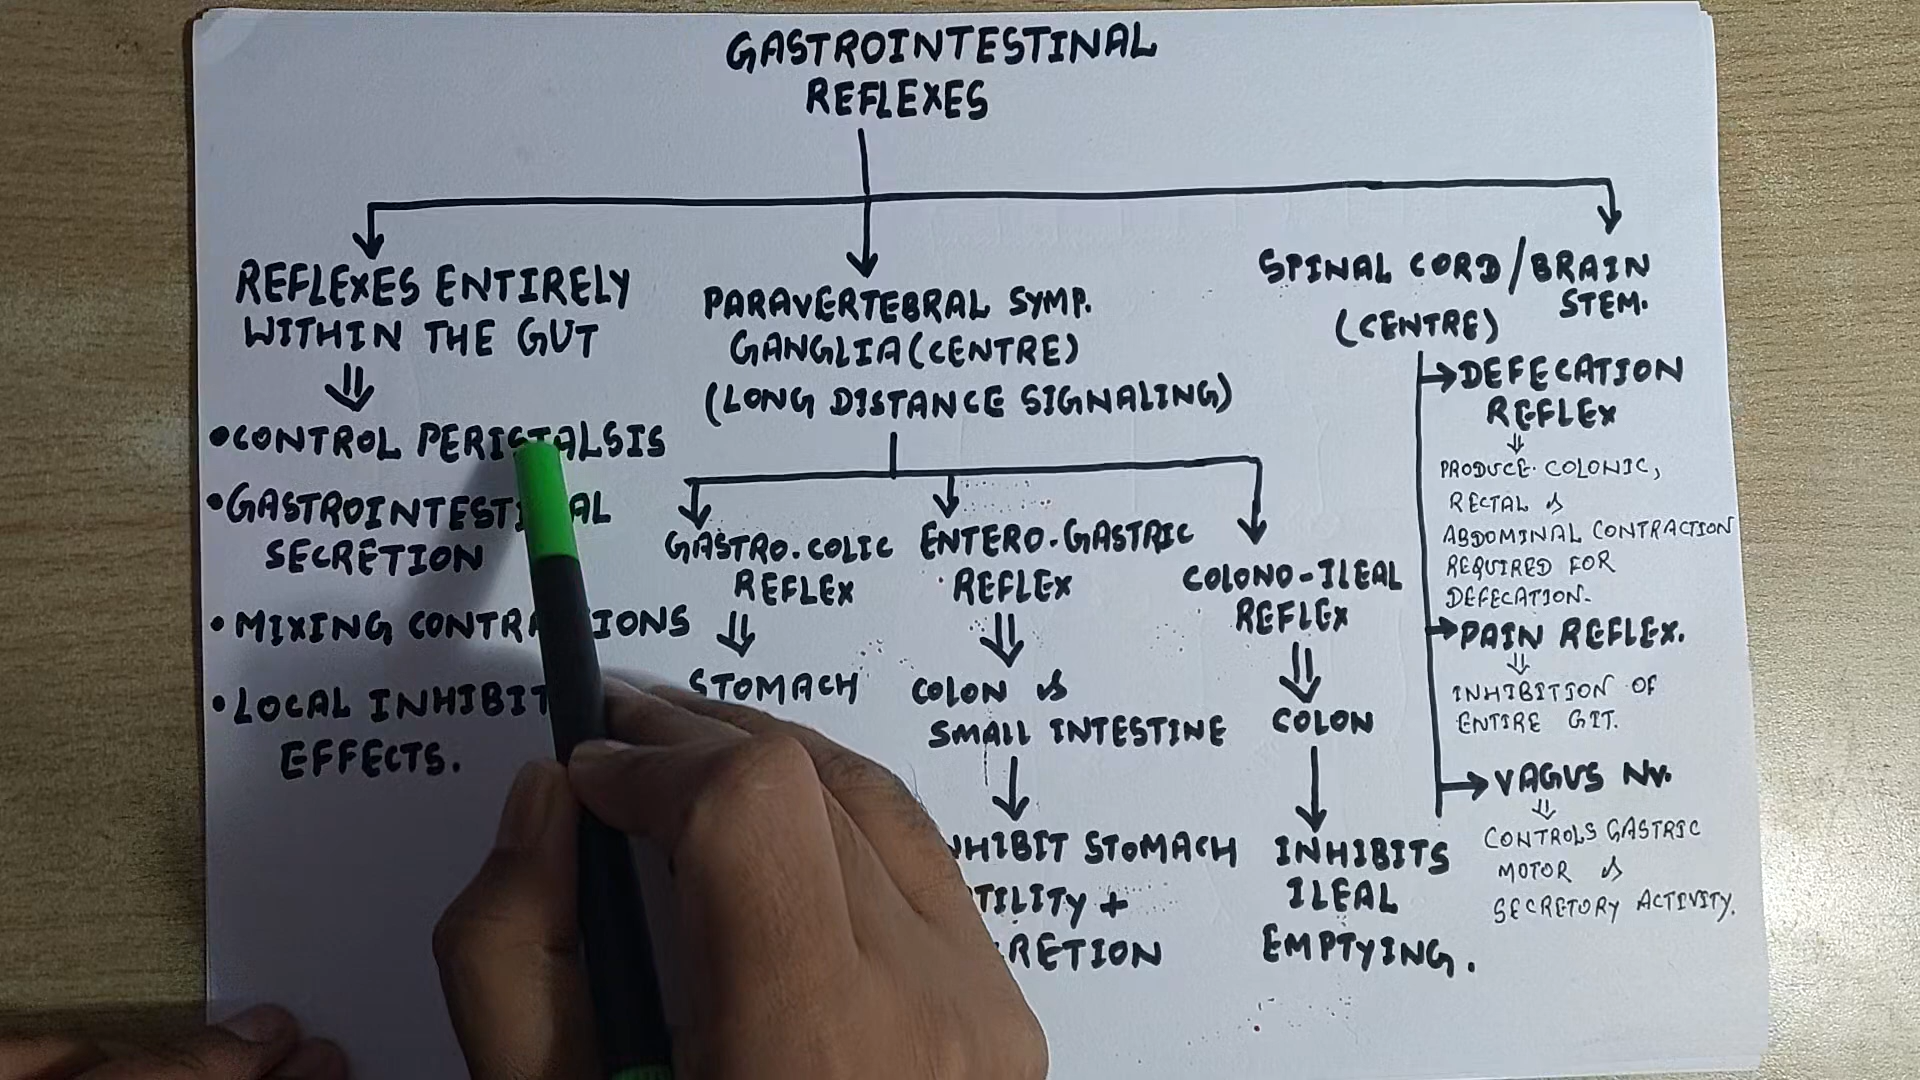 GASTROINTESTINAL
REFLEXES
REFLEXES ENTIRELY
WITHIN THE GUT
•CONTROL PERISTALSIS
•GASTROINTESTINAL
SECRETION
•MIXING CONTRACTIONS
•LOCAL
EFFECTS.
PARAVERTEBRAL SYMP.
GANGLIA (CENTRE)
(LONG DISTANCE SIGNALING)
GASTRO-COLIC
REFLEX
STOMACH
ENTERO-GASTRIC
REFLEX
COLON &
SMALL INTESTINE
INHIBIT STOMACH
+
COLONO-ILEAL
REFLEX
COLON
INHIBITS
ILEAL
EMPTYING.
SPINAL CORD/BRAIN
STEM.
(CENTRE)
DEFECATION
REFLEX
PRODUCE COLONIC,
RECTAL &
ABDOMINAL CONTRACTION
REQUIRED FOR
DEFECATION.
PAIN REFLEX.
INHIBITION OF
ENTIRE GIT.
VAGUS NV.
CONTROLS GASTRIC
MOTOR &
SECRETORY ACTIVITY.